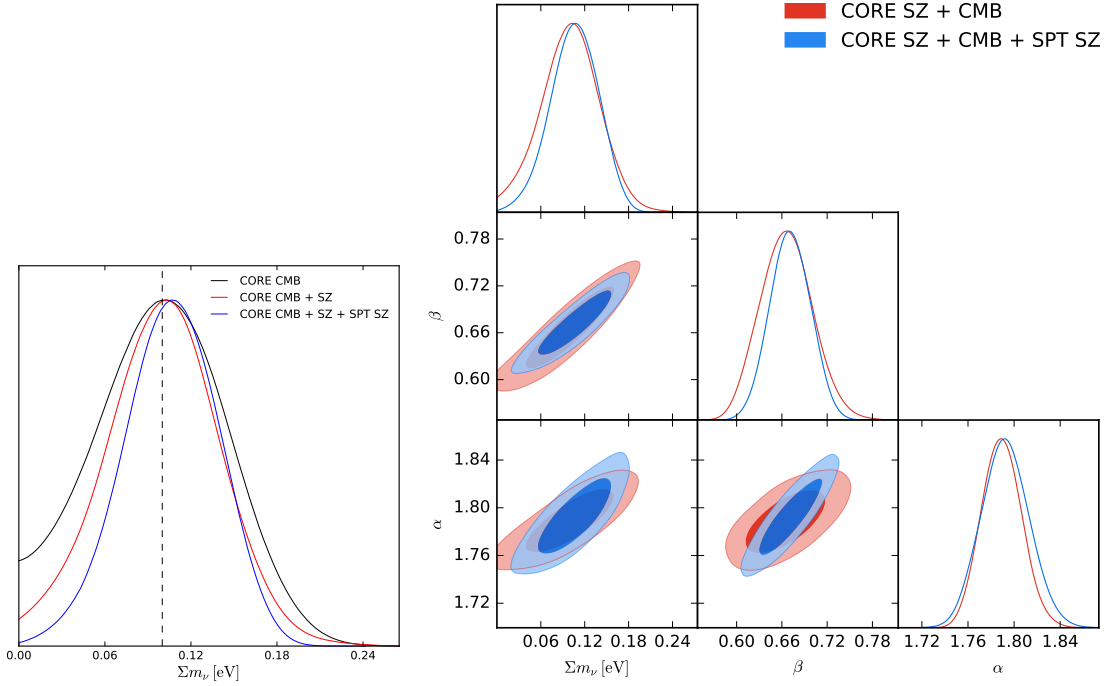 CORE SZ + CMB
CORE SZ + CMB + SPT SZ
CORE CMB
CORE CMB + SZ
CORE CMB + SZ + SPT SZ
0.00 0.06 0.12 0.18 0.24
Σm_ν [eV]
0.78
0.72
0.66
0.60
β
1.84
1.80
1.76
1.72
α
0.06 0.12 0.18 0.24
Σm_ν [eV]
0.60 0.66 0.72 0.78
β
1.72 1.76 1.80 1.84
α